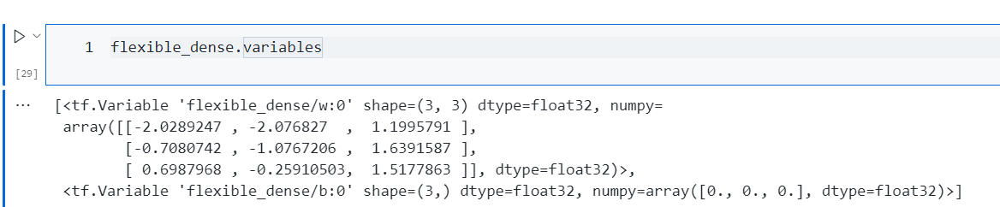 1 flexible_dense.variables
[29]
... [<tf.Variable 'flexible_dense/w:0' shape=(3, 3) dtype=float32, numpy=
array([[-2.0289247 , -2.076827  ,  1.1995791 ],
       [-0.7080742 , -1.0767206 ,  1.6391587 ],
       [ 0.6987968 , -0.25910503,  1.5177863 ]], dtype=float32)>,
<tf.Variable 'flexible_dense/b:0' shape=(3,) dtype=float32, numpy=array([0., 0., 0.], dtype=float32)>]